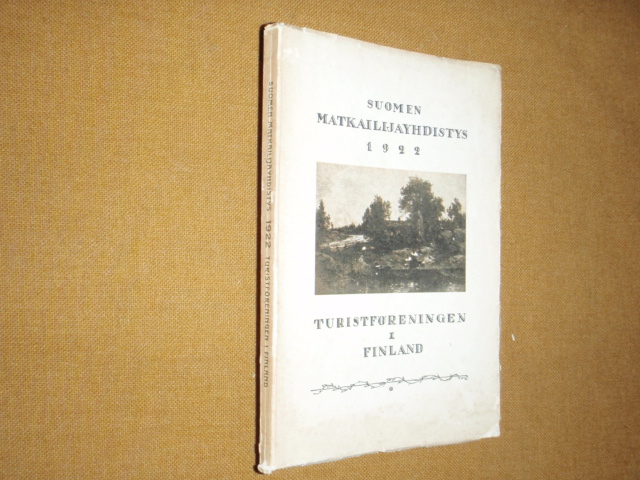 SUOMEN
MATKAILIJAYHDISTYS
1922
TURISTFÖRENINGEN
I
FINLAND
SUOMEN MATKAILIJAYHDISTYS 1922 TURISTFÖRENINGEN I FINLAND